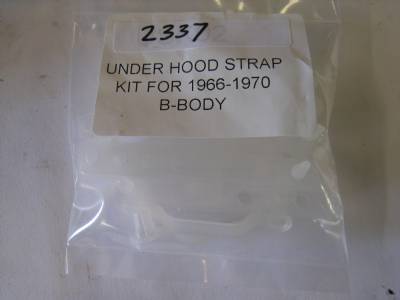 2337
UNDER HOOD STRAP
KIT FOR 1966-1970
B-BODY